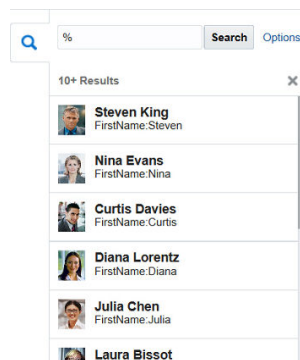 %
Search
Options
10+ Results
Steven King
FirstName:Steven
Nina Evans
FirstName:Nina
Curtis Davies
FirstName:Curtis
Diana Lorentz
FirstName:Diana
Julia Chen
FirstName:Julia
Laura Bissot